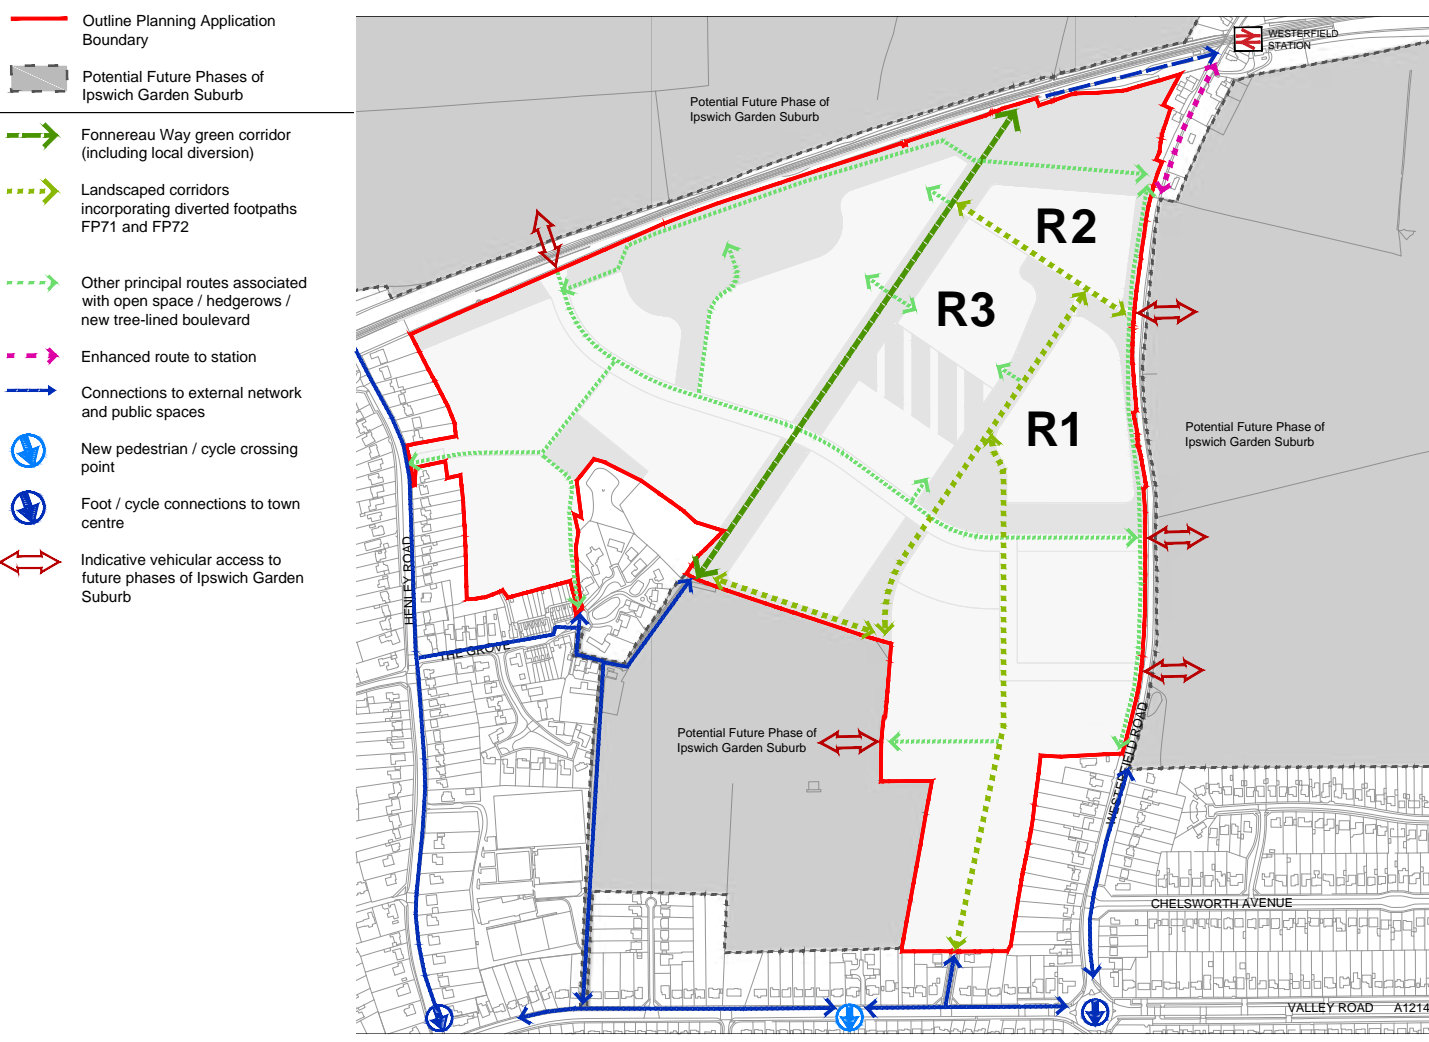 Outline Planning Application
Boundary
Potential Future Phases of
Ipswich Garden Suburb
Fonnereau Way green corridor
(including local diversion)
Landscaped corridors
incorporating diverted footpaths
FP71 and FP72
Other principal routes associated
with open space / hedgerows /
new tree-lined boulevard
Enhanced route to station
Connections to external network
and public spaces
New pedestrian / cycle crossing
point
Foot / cycle connections to town
centre
Indicative vehicular access to
future phases of Ipswich Garden
Suburb
WESTERFIELD
STATION
Potential Future Phase of
Ipswich Garden Suburb
R2
R3
R1
Potential Future Phase of
Ipswich Garden Suburb
HENLEY ROAD
THE GROVE
Potential Future Phase of
Ipswich Garden Suburb
WESTERFIELD ROAD
CHELSWORTH AVENUE
VALLEY ROAD A1214